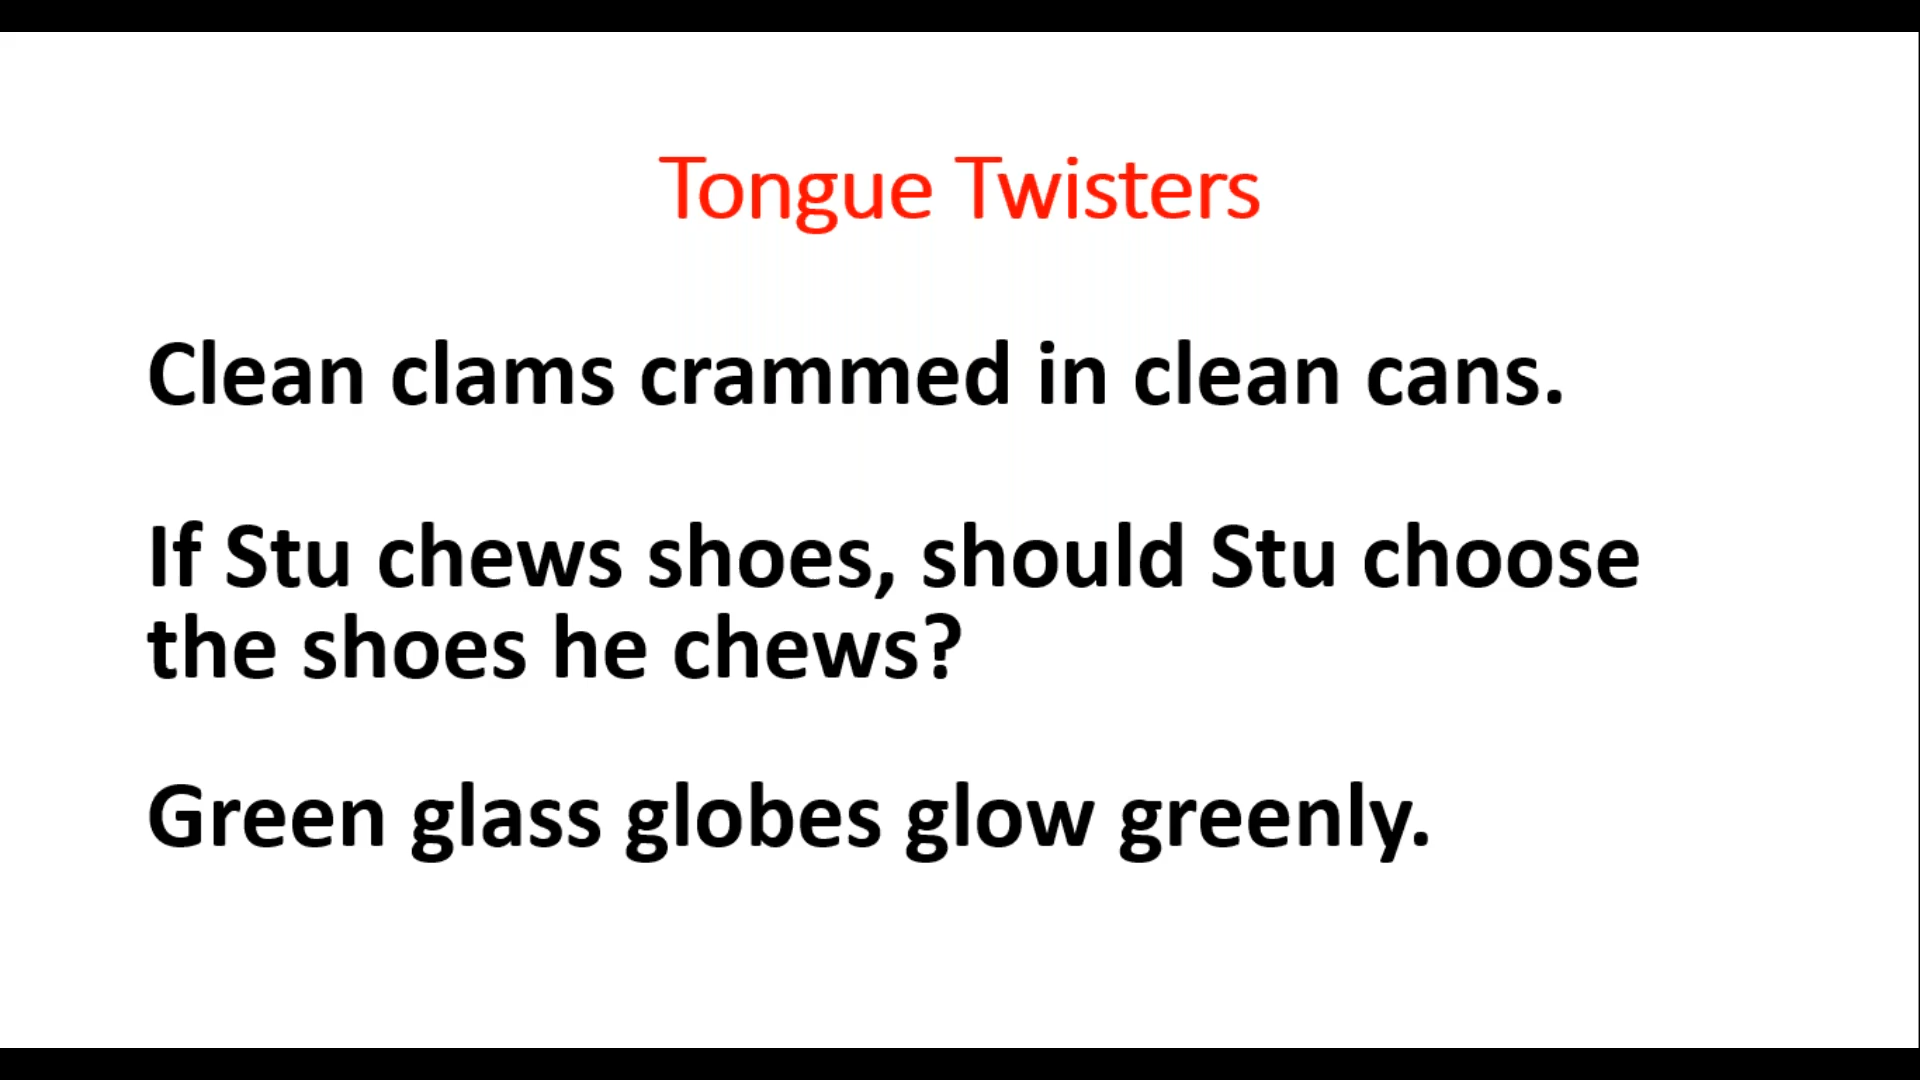 Tongue Twisters
Clean clams crammed in clean cans.
If Stu chews shoes, should Stu choose
the shoes he chews?
Green glass globes glow greenly.